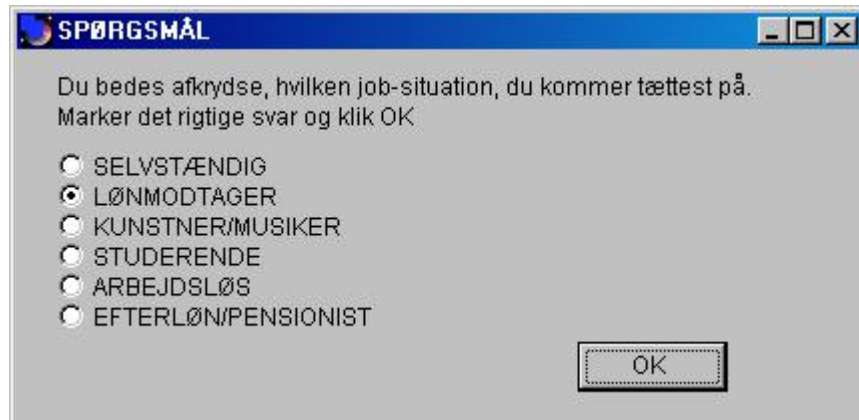 SPØRGSMÅL
Du bedes afkrydse, hvilken job-situation, du kommer tættest på.
Marker det rigtige svar og klik OK
SELVSTÆNDIG
LØNMODTAGER
KUNSTNER/MUSIKER
STUDERENDE
ARBEJDSLØS
EFTERLØN/PENSIONIST
OK